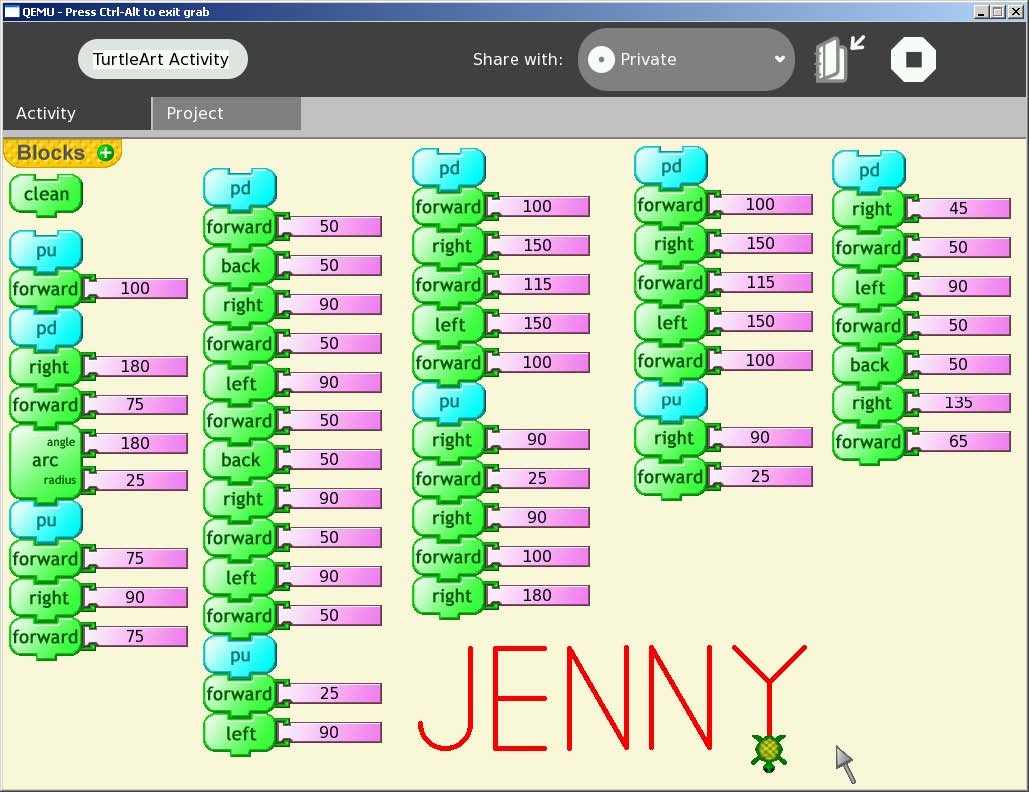 QEMU - Press Ctrl-Alt to exit grab
TurtleArt Activity
Share with:
Private
Activity
Project
Blocks
clean
pu
forward 100
pd
right 180
forward 75
angle 180
arc
radius 25
pu
forward 75
right 90
forward 75
pd
forward 50
back 50
right 90
forward 50
left 90
forward 50
back 50
right 90
forward 50
left 90
forward 50
pu
forward 25
left 90
pd
forward 100
right 150
forward 115
left 150
forward 100
pu
right 90
forward 25
right 90
forward 100
right 180
pd
forward 100
right 150
forward 115
left 150
forward 100
pu
right 90
forward 25
pd
right 45
forward 50
left 90
forward 50
back 50
right 135
forward 65
JENNY